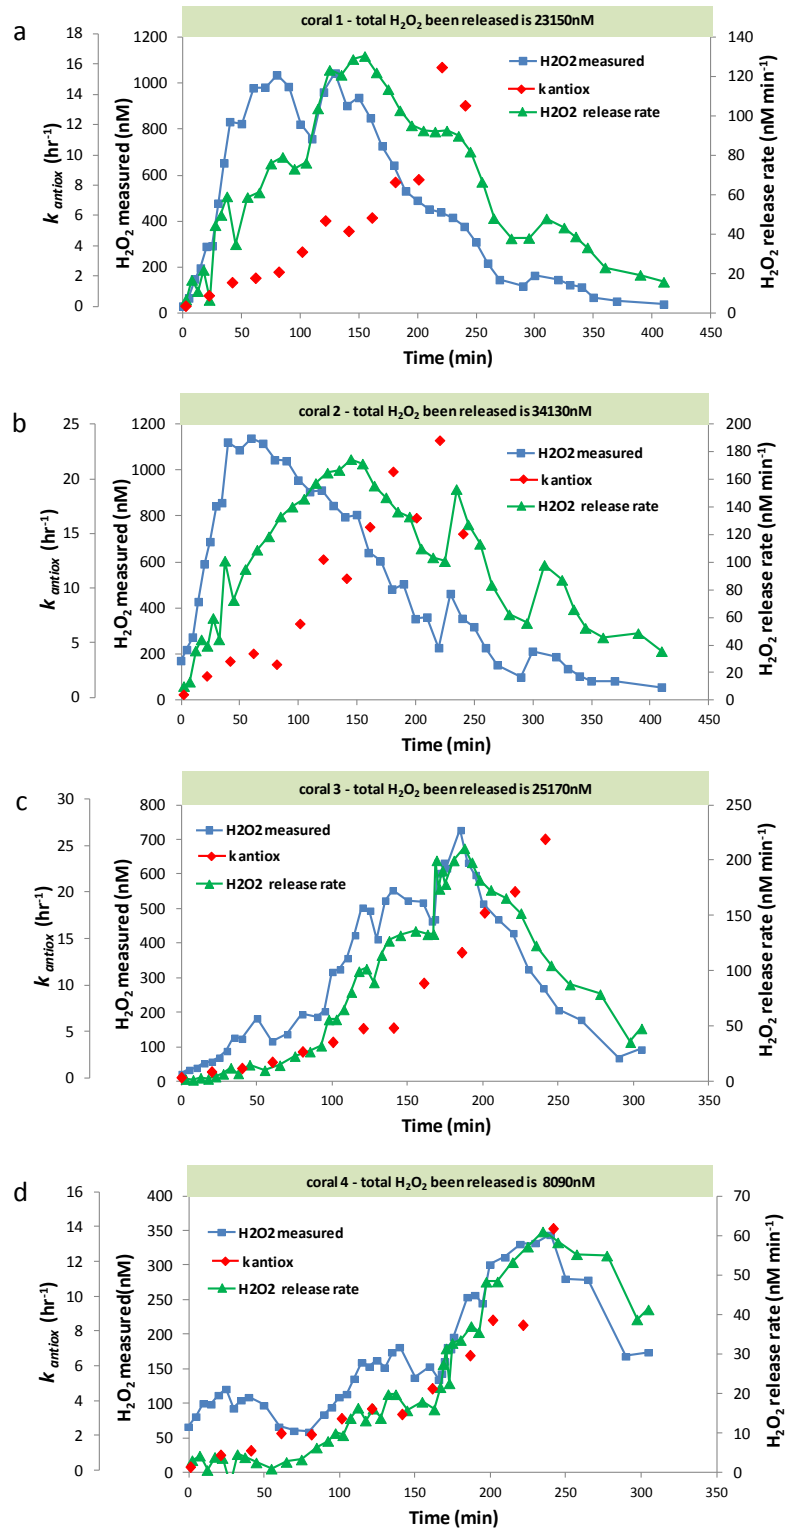 a
coral 1 - total H₂O₂ been released is 23150nM
18
16
14
12
10
8
6
4
2
0
k antiox (hr⁻¹)
1200
1000
800
600
400
200
0
H₂O₂ measured (nM)
H2O2 measured
k antiox
H2O2 release rate
140
120
100
80
60
40
20
0
H₂O₂ release rate (nM min⁻¹)
0 50 100 150 200 250 300 350 400 450
Time (min)
b
coral 2 - total H₂O₂ been released is 34130nM
25
20
15
10
5
0
k antiox (hr⁻¹)
1200
1000
800
600
400
200
0
H₂O₂ measured (nM)
H2O2 measured
k antiox
H2O2 release rate
200
180
160
140
120
100
80
60
40
20
0
H₂O₂ release rate (nM min⁻¹)
0 50 100 150 200 250 300 350 400 450
Time (min)
c
coral 3 - total H₂O₂ been released is 25170nM
30
25
20
15
10
5
0
k antiox (hr⁻¹)
800
700
600
500
400
300
200
100
0
H₂O₂ measured (nM)
H2O2 measured
k antiox
H2O2 release rate
250
200
150
100
50
0
H₂O₂ release rate (nM min⁻¹)
0 50 100 150 200 250 300 350
Time (min)
d
coral 4 - total H₂O₂ been released is 8090nM
16
14
12
10
8
6
4
2
0
k antiox (hr⁻¹)
400
350
300
250
200
150
100
50
0
H₂O₂ measured(nM)
H2O2 measured
k antiox
H2O2 release rate
70
60
50
40
30
20
10
0
H₂O₂ release rate (nM min⁻¹)
0 50 100 150 200 250 300 350
Time (min)